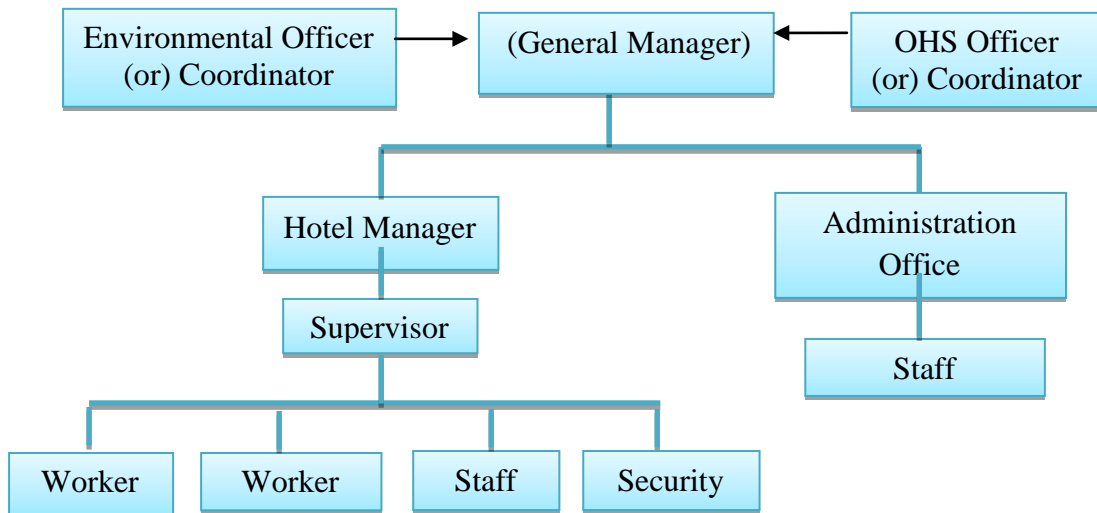 Environmental Officer
(or) Coordinator
(General Manager)
OHS Officer
(or) Coordinator
Hotel Manager
Administration
Office
Supervisor
Staff
Worker
Worker
Staff
Security